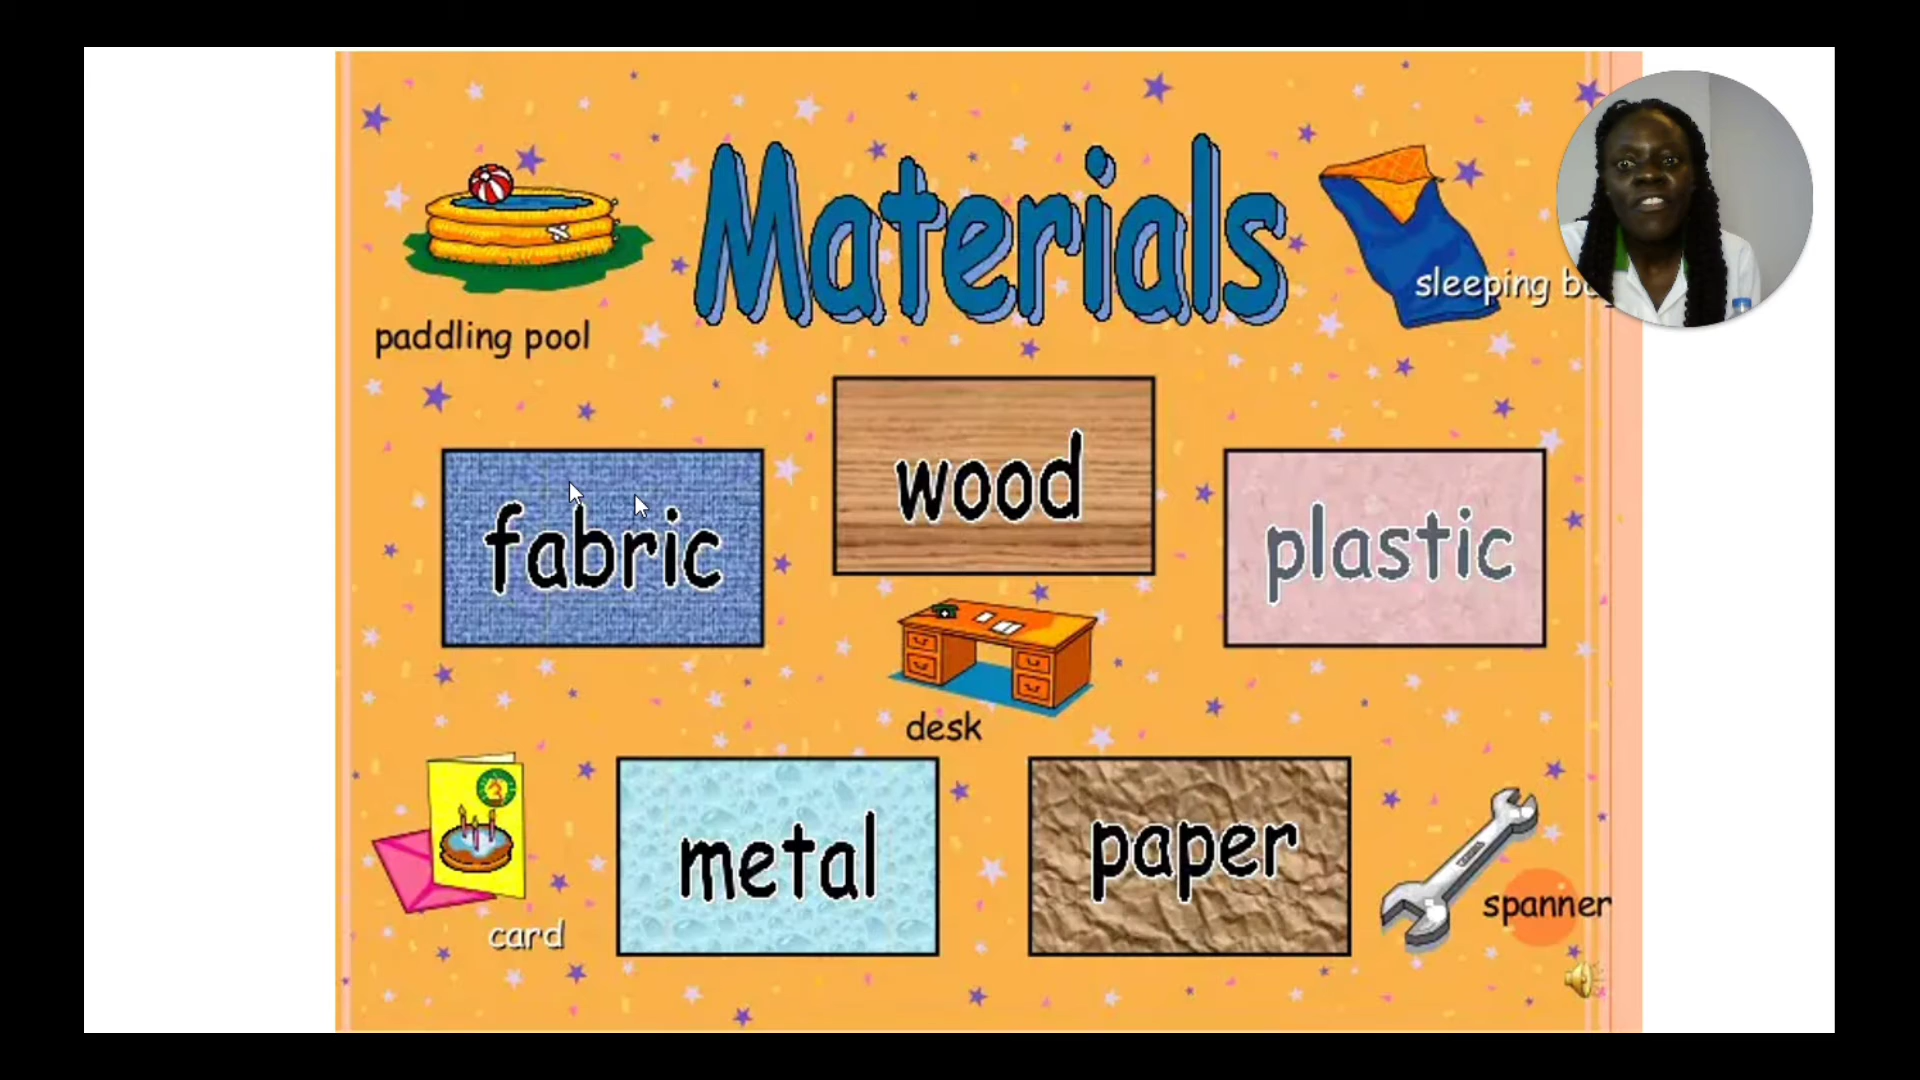 Materials
sleeping
paddling pool
wood
fabric
plastic
desk
metal
paper
spanner
card